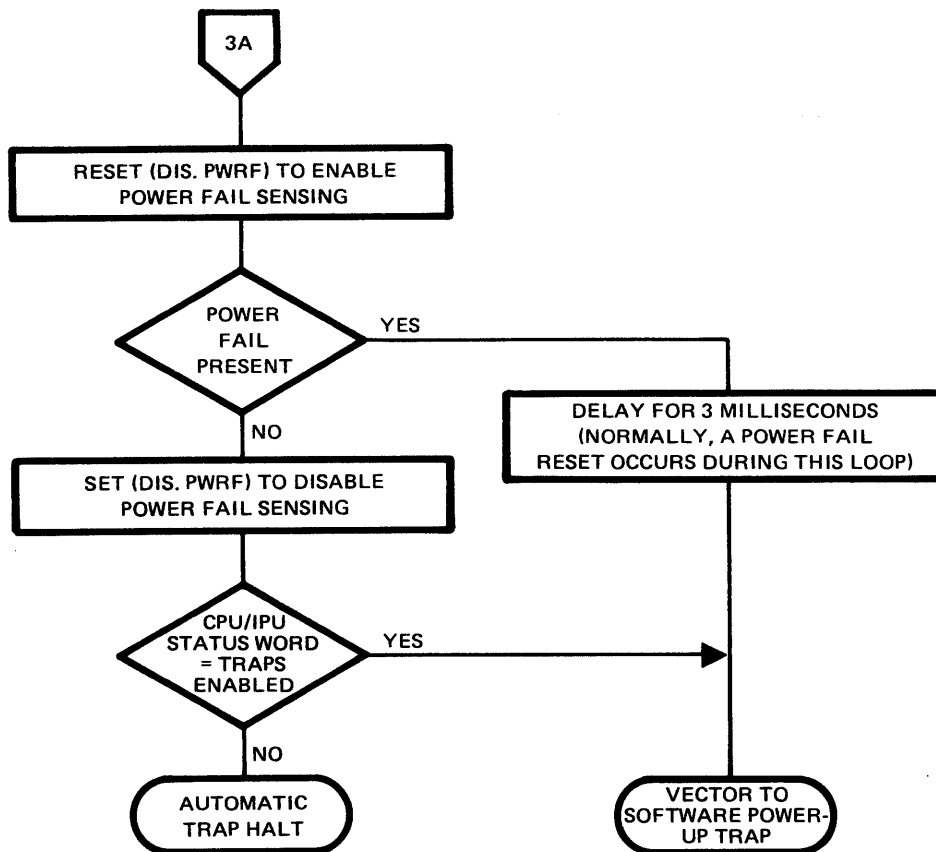 3A
RESET (DIS. PWRF) TO ENABLE
POWER FAIL SENSING
POWER
FAIL
PRESENT
YES
NO
DELAY FOR 3 MILLISECONDS
(NORMALLY, A POWER FAIL
RESET OCCURS DURING THIS LOOP)
SET (DIS. PWRF) TO DISABLE
POWER FAIL SENSING
CPU/IPU
STATUS WORD
= TRAPS
ENABLED
YES
NO
AUTOMATIC
TRAP HALT
VECTOR TO
SOFTWARE POWER-
UP TRAP